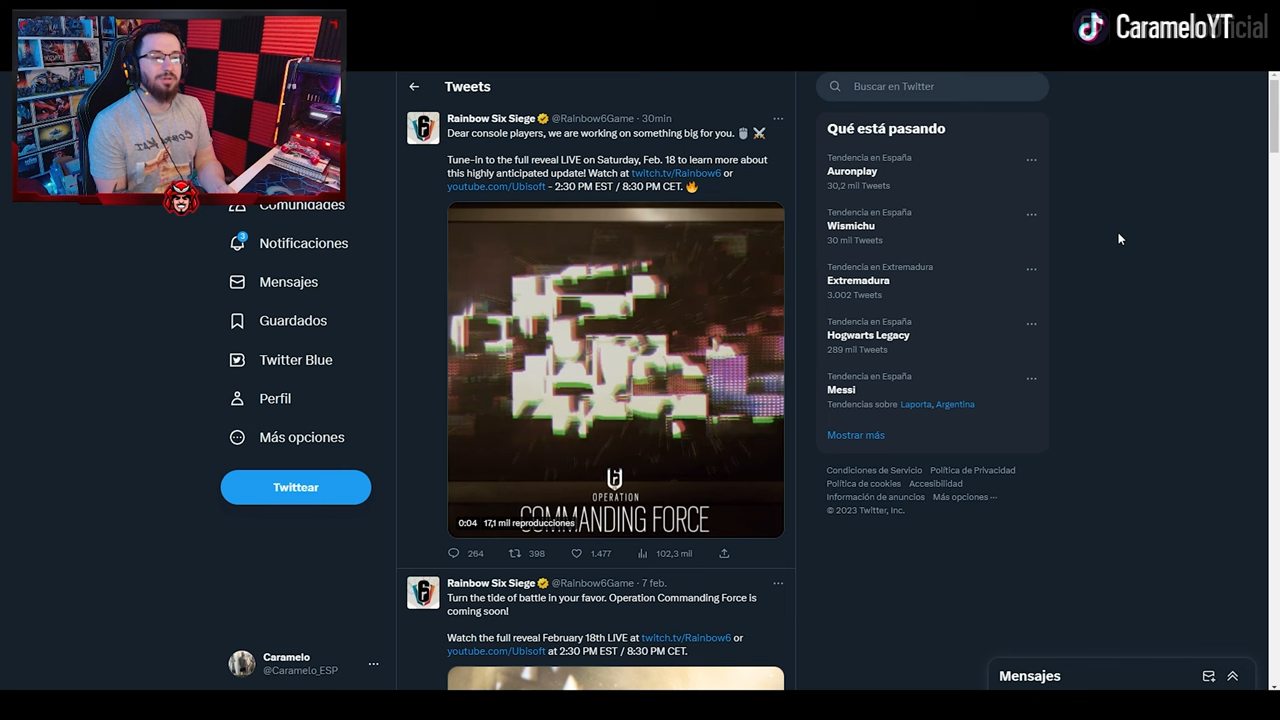 CarameloYT
Tweets
Rainbow Six Siege @Rainbow6Game · 30min
Dear console players, we are working on something big for you. 🖱️ ⚔️
Tune-in to the full reveal LIVE on Saturday, Feb. 18 to learn more about
this highly anticipated update! Watch at twitch.tv/Rainbow6 or
youtube.com/Ubisoft - 2:30 PM EST / 8:30 PM CET. 🔥
OPERATION
COMMANDING FORCE
0:04 17,1 mil reproducciones
264 398 1.477 102,3 mil
Rainbow Six Siege @Rainbow6Game · 7 feb.
Turn the tide of battle in your favor. Operation Commanding Force is
coming soon!
Watch the full reveal February 18th LIVE at twitch.tv/Rainbow6 or
youtube.com/Ubisoft at 2:30 PM EST / 8:30 PM CET.
Comunidades
3
Notificaciones
Mensajes
Guardados
Twitter Blue
Perfil
Más opciones
Twittear
Caramelo
@Caramelo_ESP
Buscar en Twitter
Qué está pasando
Tendencia en España
Auronplay
30,2 mil Tweets
Tendencia en España
Wismichu
30 mil Tweets
Tendencia en Extremadura
Extremadura
3.002 Tweets
Tendencia en España
Hogwarts Legacy
289 mil Tweets
Tendencia en España
Messi
Tendencias sobre Laporta, Argentina
Mostrar más
Condiciones de Servicio Política de Privacidad
Política de cookies Accesibilidad
Información de anuncios Más opciones ···
© 2023 Twitter, Inc.
Mensajes